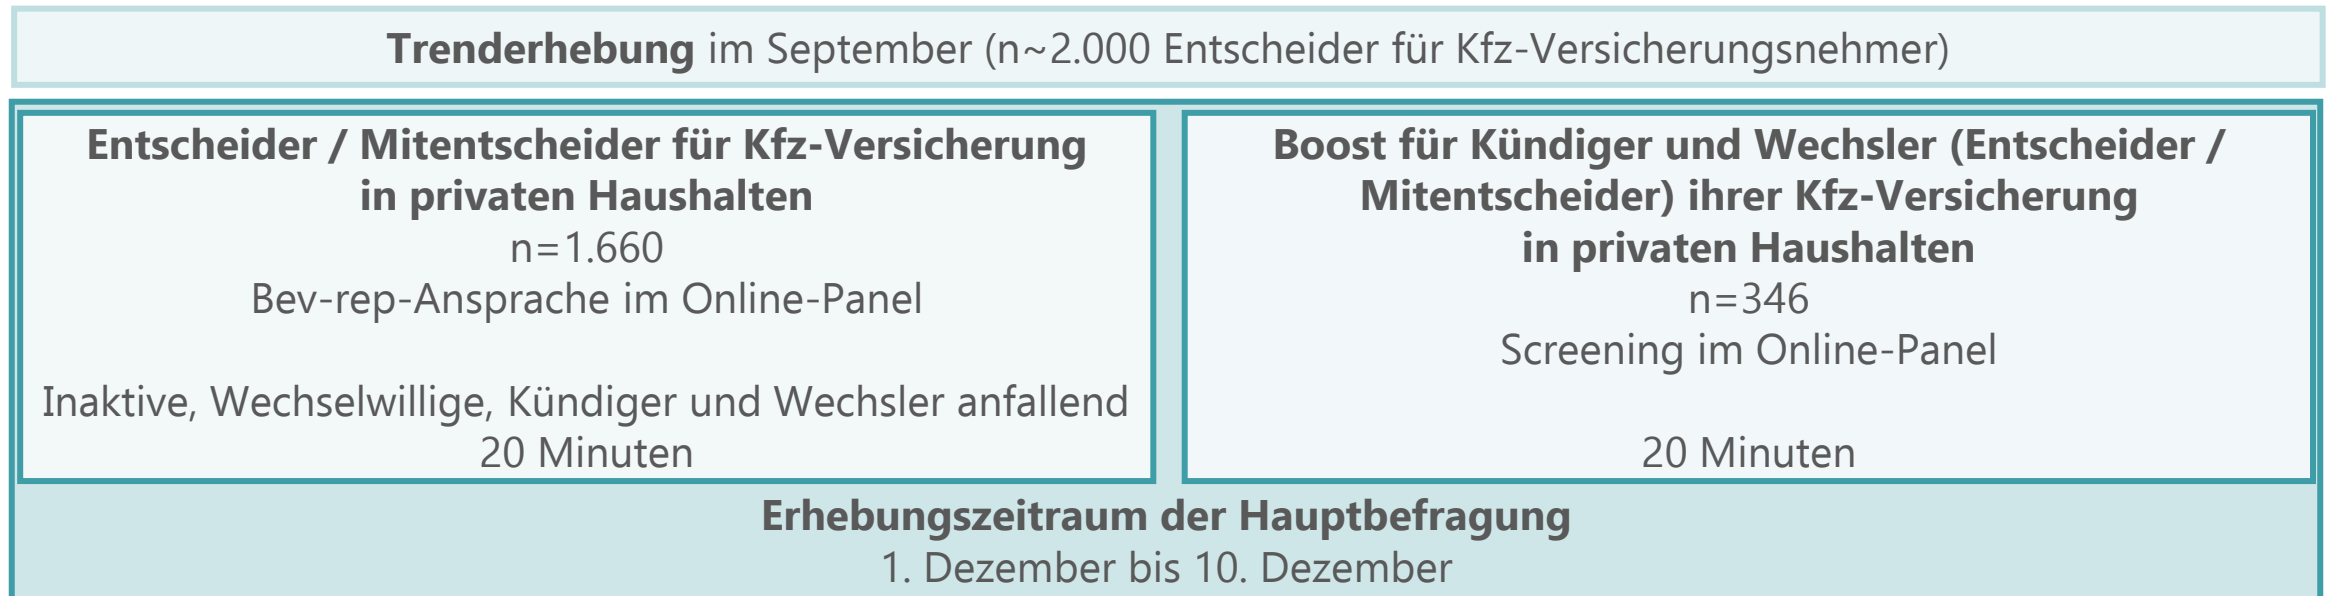 Trenderhebung im September (n~2.000 Entscheider für Kfz-Versicherungsnehmer)
Entscheider / Mitentscheider für Kfz-Versicherung
in privaten Haushalten
n=1.660
Bev-rep-Ansprache im Online-Panel
Inaktive, Wechselwillige, Kündiger und Wechsler anfallend
20 Minuten
Boost für Kündiger und Wechsler (Entscheider /
Mitentscheider) ihrer Kfz-Versicherung
in privaten Haushalten
n=346
Screening im Online-Panel
20 Minuten
Erhebungszeitraum der Hauptbefragung
1. Dezember bis 10. Dezember